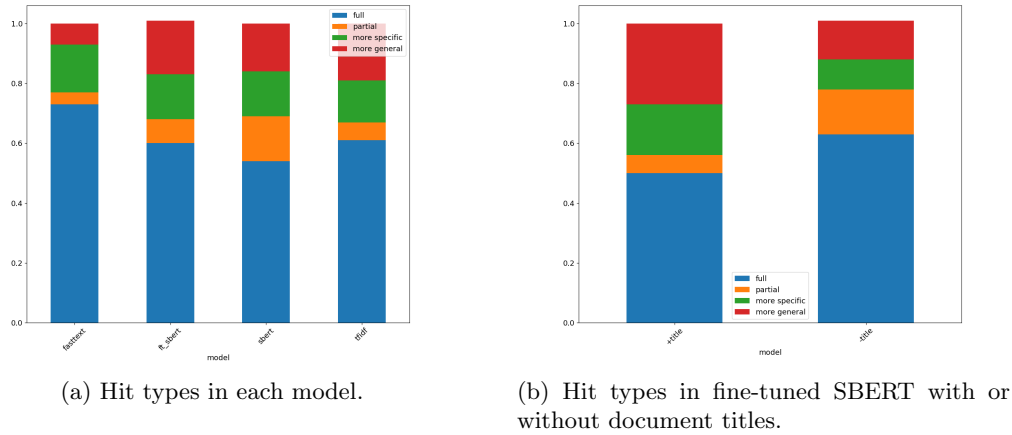 1.0
0.8
0.6
0.4
0.2
0.0
full
partial
more specific
more general
fasttext
ft_sbert
sbert
tfidf
model
(a) Hit types in each model.
1.0
0.8
0.6
0.4
0.2
0.0
full
partial
more specific
more general
+title
-title
model
(b) Hit types in fine-tuned SBERT with or
without document titles.